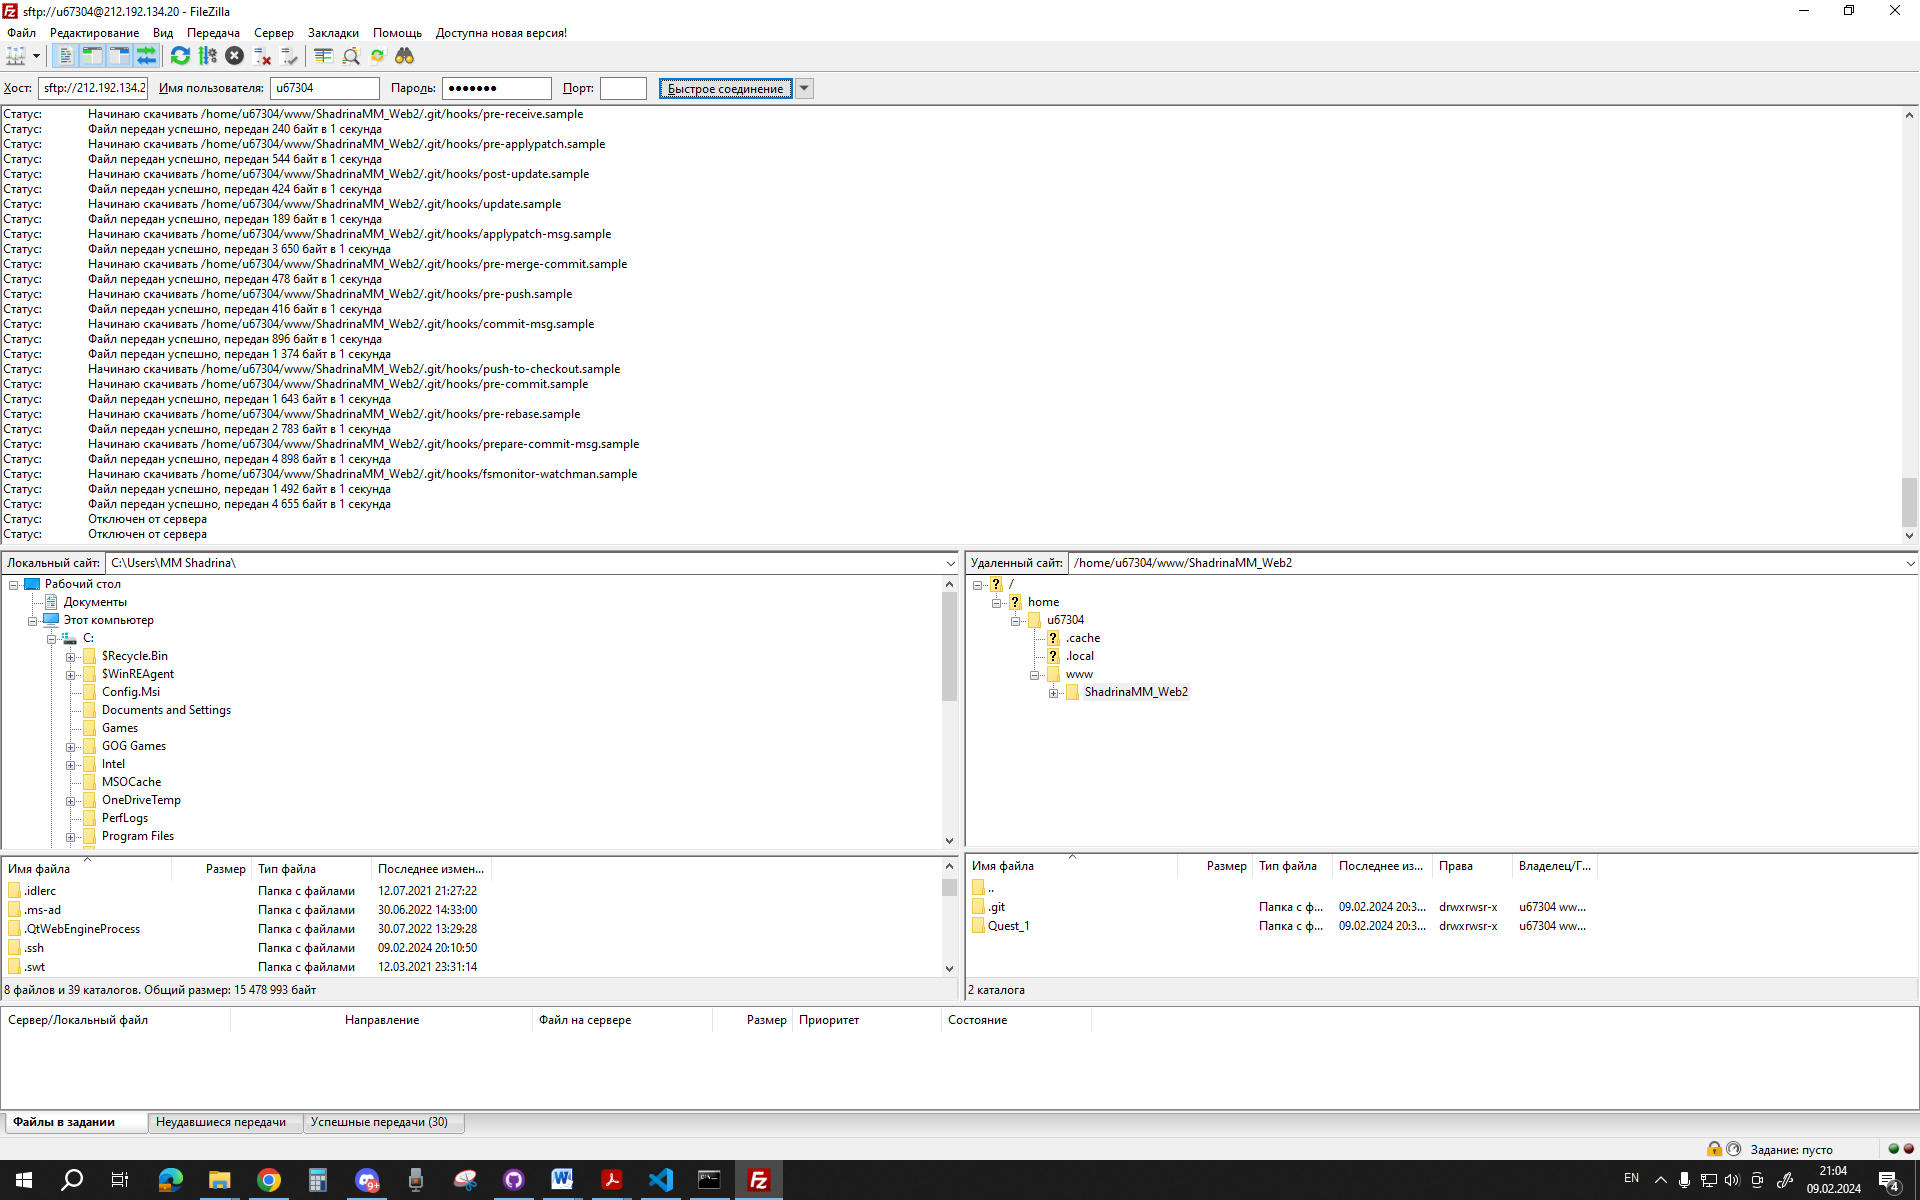 sftp://u67304@212.192.134.20 - FileZilla
Файл Редактирование Вид Передача Сервер Закладки Помощь Доступна новая версия!
Хост: sftp://212.192.134.2 Имя пользователя: u67304 Пароль: ●●●●●●● Порт: Быстрое соединение
Статус: Начинаю скачивать /home/u67304/www/ShadrinaMM_Web2/.git/hooks/pre-receive.sample
Статус: Файл передан успешно, передан 240 байт в 1 секунда
Статус: Начинаю скачивать /home/u67304/www/ShadrinaMM_Web2/.git/hooks/pre-applypatch.sample
Статус: Файл передан успешно, передан 544 байт в 1 секунда
Статус: Начинаю скачивать /home/u67304/www/ShadrinaMM_Web2/.git/hooks/post-update.sample
Статус: Файл передан успешно, передан 424 байт в 1 секунда
Статус: Начинаю скачивать /home/u67304/www/ShadrinaMM_Web2/.git/hooks/update.sample
Статус: Файл передан успешно, передан 189 байт в 1 секунда
Статус: Начинаю скачивать /home/u67304/www/ShadrinaMM_Web2/.git/hooks/applypatch-msg.sample
Статус: Файл передан успешно, передан 3 650 байт в 1 секунда
Статус: Начинаю скачивать /home/u67304/www/ShadrinaMM_Web2/.git/hooks/pre-merge-commit.sample
Статус: Файл передан успешно, передан 478 байт в 1 секунда
Статус: Начинаю скачивать /home/u67304/www/ShadrinaMM_Web2/.git/hooks/pre-push.sample
Статус: Файл передан успешно, передан 416 байт в 1 секунда
Статус: Начинаю скачивать /home/u67304/www/ShadrinaMM_Web2/.git/hooks/commit-msg.sample
Статус: Файл передан успешно, передан 896 байт в 1 секунда
Статус: Файл передан успешно, передан 1 374 байт в 1 секунда
Статус: Начинаю скачивать /home/u67304/www/ShadrinaMM_Web2/.git/hooks/push-to-checkout.sample
Статус: Начинаю скачивать /home/u67304/www/ShadrinaMM_Web2/.git/hooks/pre-commit.sample
Статус: Файл передан успешно, передан 1 643 байт в 1 секунда
Статус: Начинаю скачивать /home/u67304/www/ShadrinaMM_Web2/.git/hooks/pre-rebase.sample
Статус: Файл передан успешно, передан 2 783 байт в 1 секунда
Статус: Начинаю скачивать /home/u67304/www/ShadrinaMM_Web2/.git/hooks/prepare-commit-msg.sample
Статус: Файл передан успешно, передан 4 898 байт в 1 секунда
Статус: Начинаю скачивать /home/u67304/www/ShadrinaMM_Web2/.git/hooks/fsmonitor-watchman.sample
Статус: Файл передан успешно, передан 1 492 байт в 1 секунда
Статус: Файл передан успешно, передан 4 655 байт в 1 секунда
Статус: Отключен от сервера
Статус: Отключен от сервера
Локальный сайт: C:\Users\MM Shadrina\
Рабочий стол
Документы
Этот компьютер
C:
$Recycle.Bin
$WinREAgent
Config.Msi
Documents and Settings
Games
GOG Games
Intel
MSOCache
OneDriveTemp
PerfLogs
Program Files
Удаленный сайт: /home/u67304/www/ShadrinaMM_Web2
/
home
u67304
.cache
.local
www
ShadrinaMM_Web2
Имя файла Размер Тип файла Последнее измен...
.idlerc Папка с файлами 12.07.2021 21:27:22
.ms-ad Папка с файлами 30.06.2022 14:33:00
.QtWebEngineProcess Папка с файлами 30.07.2022 13:29:28
.ssh Папка с файлами 09.02.2024 20:10:50
.swt Папка с файлами 12.03.2021 23:31:14
8 файлов и 39 каталогов. Общий размер: 15 478 993 байт
Имя файла Размер Тип файла Последнее из... Права Владелец/Г...
..
.git Папка с ф... 09.02.2024 20:3... drwxrwsr-x u67304 ww...
Quest_1 Папка с ф... 09.02.2024 20:3... drwxrwsr-x u67304 ww...
2 каталога
Сервер/Локальный файл Направление Файл на сервере Размер Приоритет Состояние
Файлы в задании Неудавшиеся передачи Успешные передачи (30)
Задание: пусто
EN 21:04
09.02.2024 4